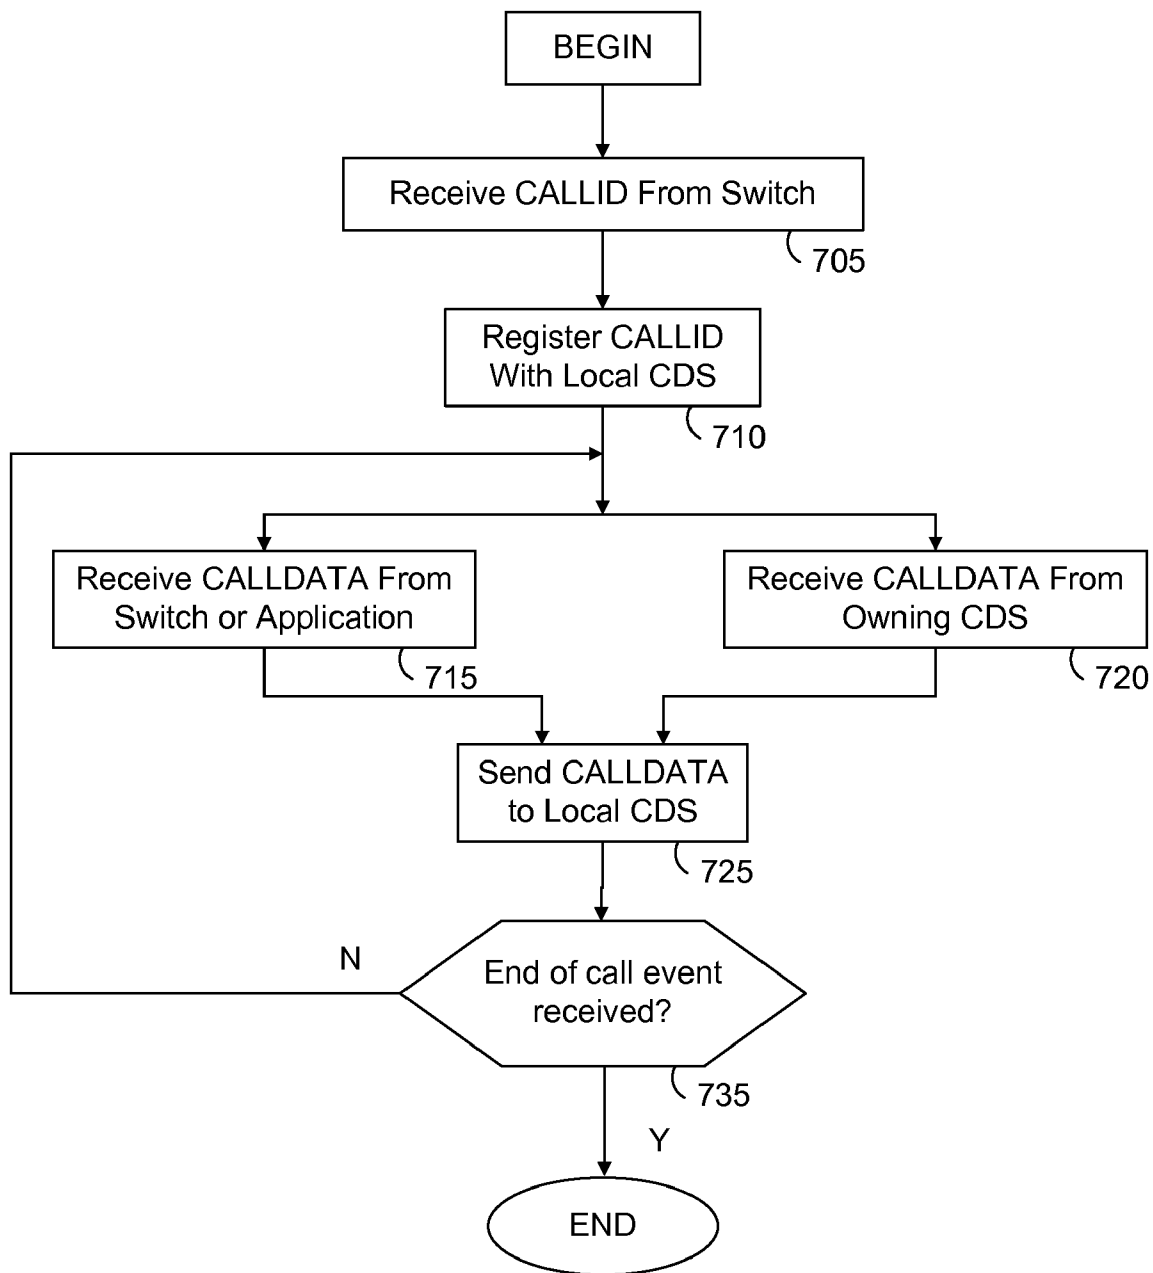 BEGIN
Receive CALLID From Switch
705
Register CALLID
With Local CDS
710
Receive CALLDATA From
Switch or Application
715
Receive CALLDATA From
Owning CDS
720
Send CALLDATA
to Local CDS
725
N
End of call event
received?
735
Y
END